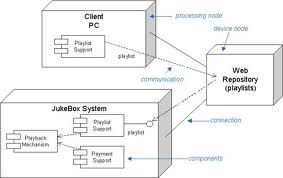 Client
PC
processing node
device node
Playlist
Support
playlist
communication
Web
Repository
(playlists)
JukeBox System
Playlist
Support
playlist
Playback
Mechanism
Payment
Support
connection
components